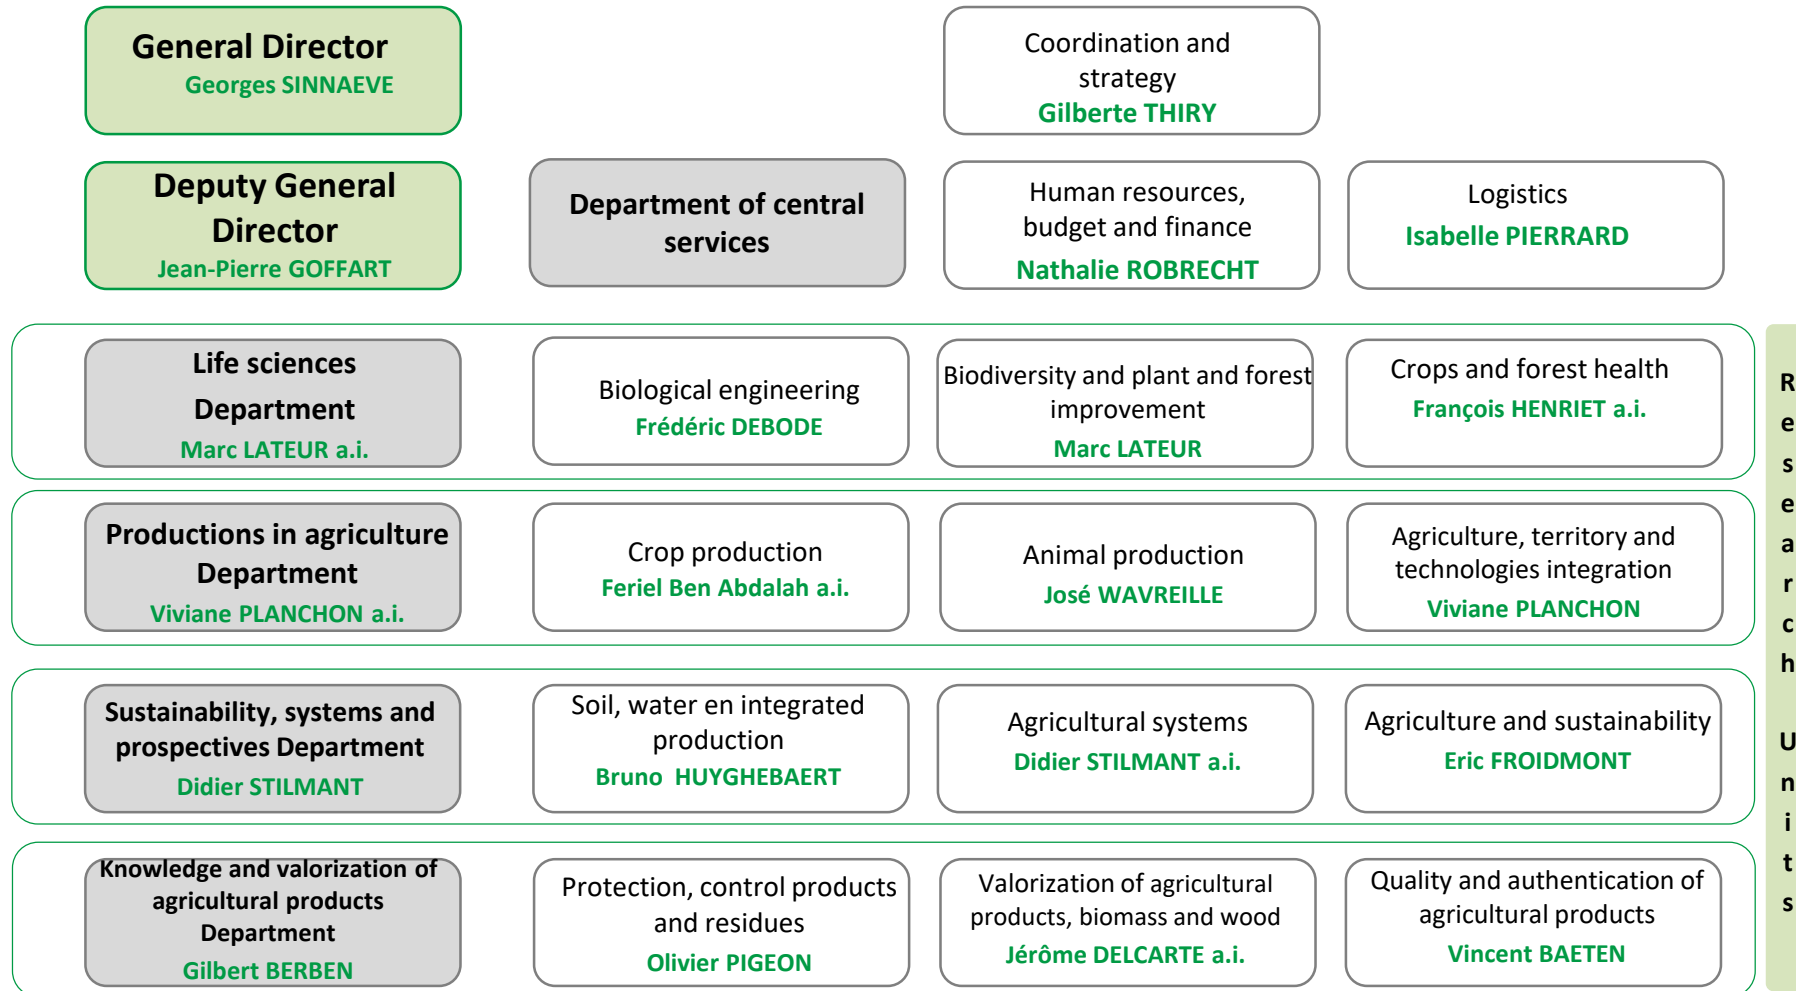 General Director
Georges SINNAEVE
Coordination and
strategy
Gilberte THIRY
Deputy General
Director
Jean-Pierre GOFFART
Department of central
services
Human resources,
budget and finance
Nathalie ROBRECHT
Logistics
Isabelle PIERRARD
Life sciences
Department
Marc LATEUR a.i.
Biological engineering
Frédéric DEBODE
Biodiversity and plant and forest
improvement
Marc LATEUR
Crops and forest health
François HENRIET a.i.
Productions in agriculture
Department
Viviane PLANCHON a.i.
Crop production
Feriel Ben Abdalah a.i.
Animal production
José WAVREILLE
Agriculture, territory and
technologies integration
Viviane PLANCHON
Sustainability, systems and
prospectives Department
Didier STILMANT
Soil, water en integrated
production
Bruno HUYGHEBAERT
Agricultural systems
Didier STILMANT a.i.
Agriculture and sustainability
Eric FROIDMONT
Knowledge and valorization of
agricultural products
Department
Gilbert BERBEN
Protection, control products
and residues
Olivier PIGEON
Valorization of agricultural
products, biomass and wood
Jérôme DELCARTE a.i.
Quality and authentication of
agricultural products
Vincent BAETEN
Research Units